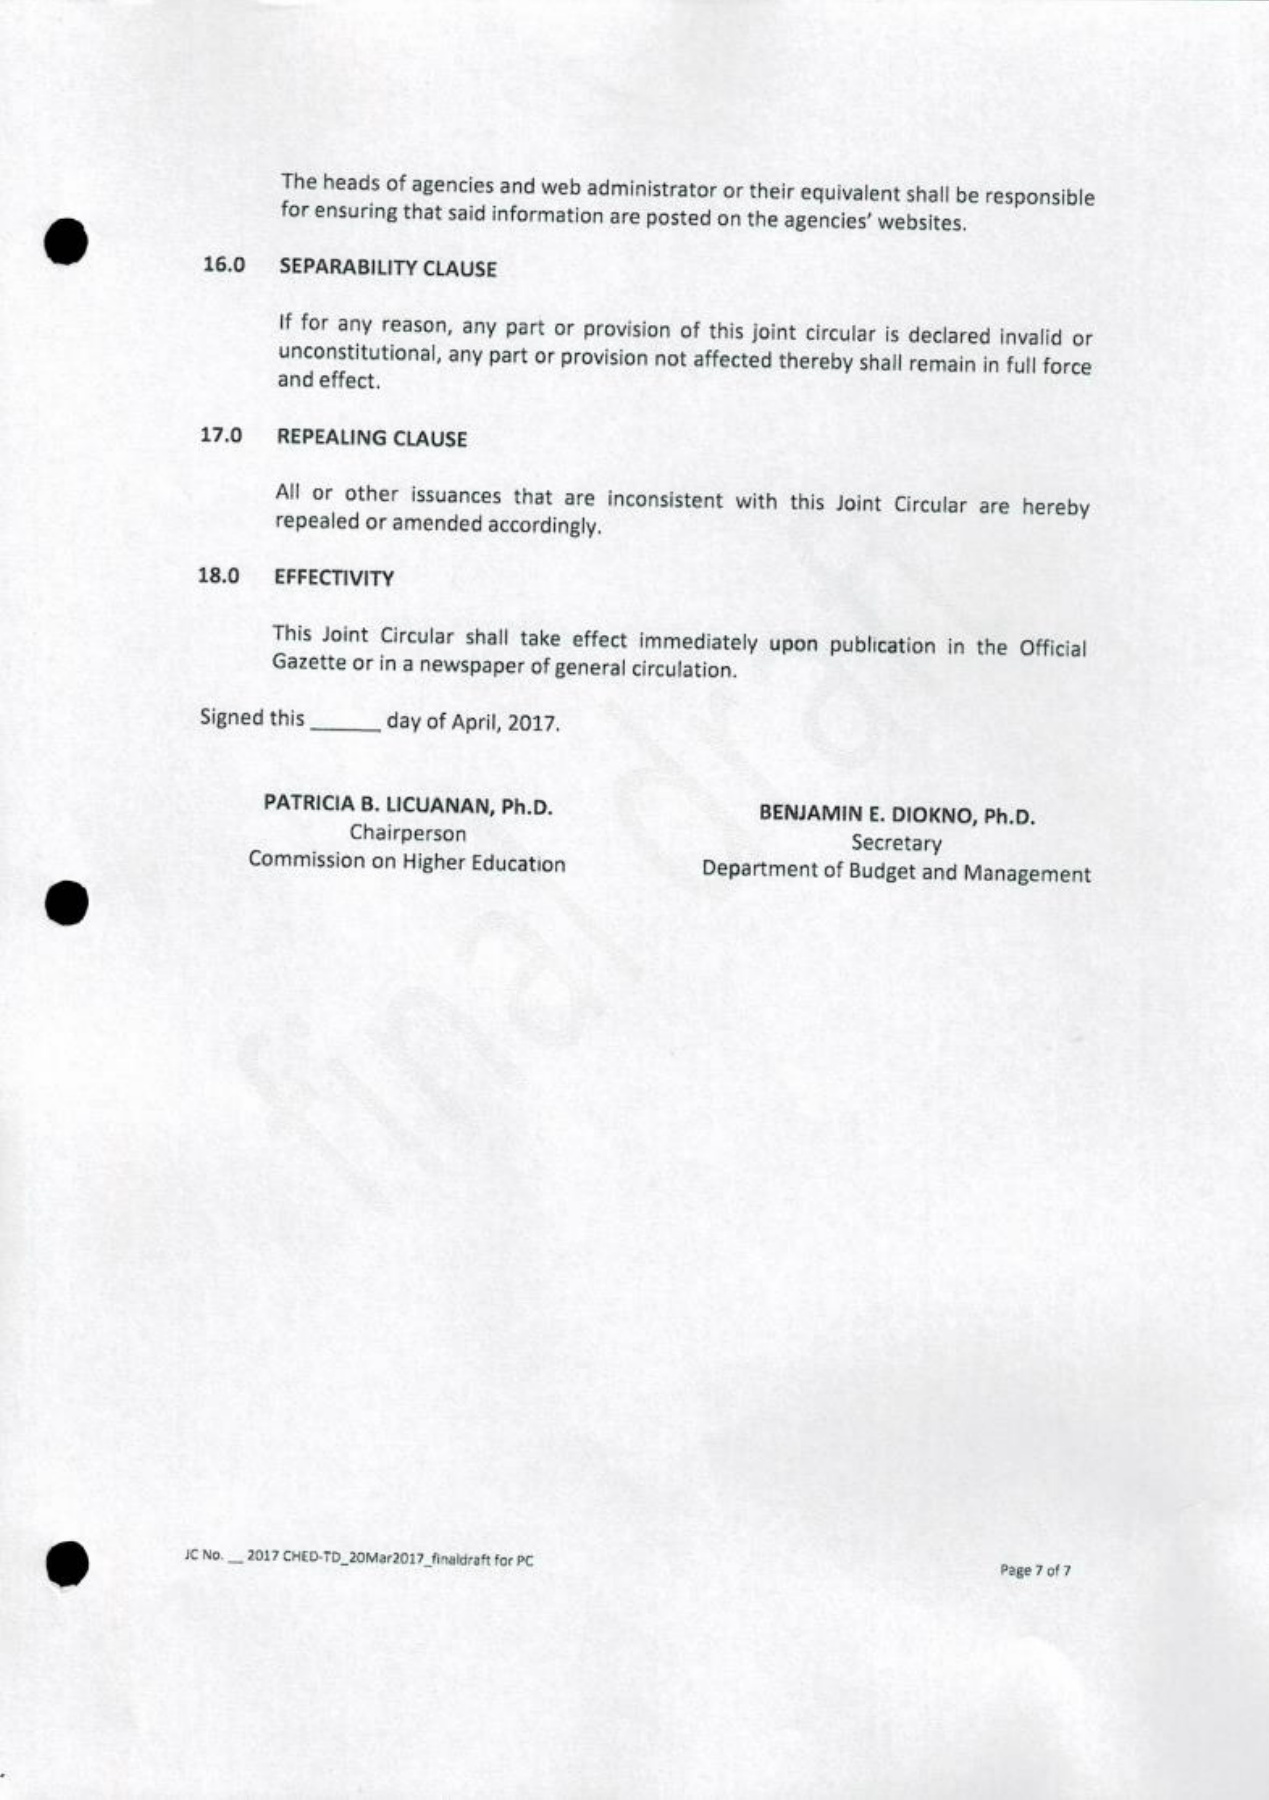 The heads of agencies and web administrator or their equivalent shall be responsible
for ensuring that said information are posted on the agencies' websites.
16.0 SEPARABILITY CLAUSE
If for any reason, any part or provision of this joint circular is declared invalid or
unconstitutional, any part or provision not affected thereby shall remain in full force
and effect.
17.0 REPEALING CLAUSE
All or other issuances that are inconsistent with this Joint Circular are hereby
repealed or amended accordingly.
18.0 EFFECTIVITY
This Joint Circular shall take effect immediately upon publication in the Official
Gazette or in a newspaper of general circulation.
Signed this ______ day of April, 2017.
PATRICIA B. LICUANAN, Ph.D.
Chairperson
Commission on Higher Education
BENJAMIN E. DIOKNO, Ph.D.
Secretary
Department of Budget and Management
final draft
JC No. __ 2017 CHED-TD_20Mar2017_finaldraft for PC
Page 7 of 7